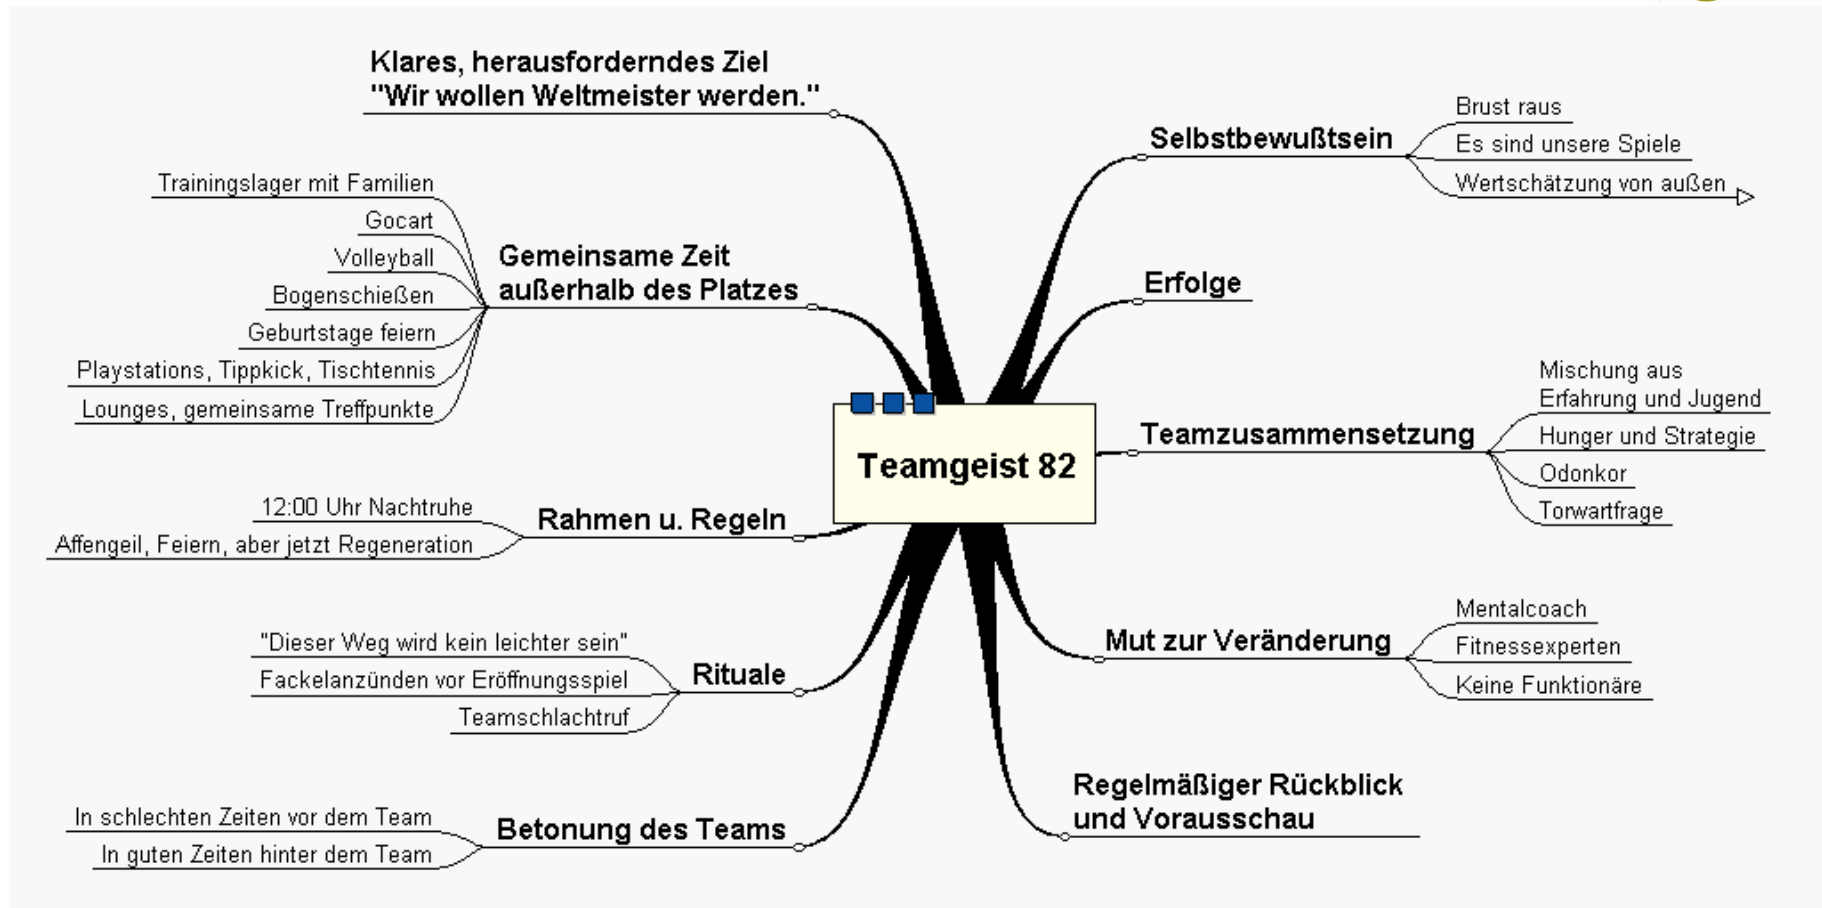 Klares, herausforderndes Ziel
"Wir wollen Weltmeister werden."
Trainingslager mit Familien
Gocart
Volleyball
Bogenschießen
Geburtstage feiern
Playstations, Tippkick, Tischtennis
Lounges, gemeinsame Treffpunkte
Gemeinsame Zeit
außerhalb des Platzes
12:00 Uhr Nachtruhe
Affengeil, Feiern, aber jetzt Regeneration
Rahmen u. Regeln
"Dieser Weg wird kein leichter sein"
Fackelanzünden vor Eröffnungsspiel
Teamschlachtruf
Rituale
In schlechten Zeiten vor dem Team
In guten Zeiten hinter dem Team
Betonung des Teams
Teamgeist 82
Selbstbewußtsein
Brust raus
Es sind unsere Spiele
Wertschätzung von außen
Erfolge
Teamzusammensetzung
Mischung aus
Erfahrung und Jugend
Hunger und Strategie
Odonkor
Torwartfrage
Mut zur Veränderung
Mentalcoach
Fitnessexperten
Keine Funktionäre
Regelmäßiger Rückblick
und Vorausschau